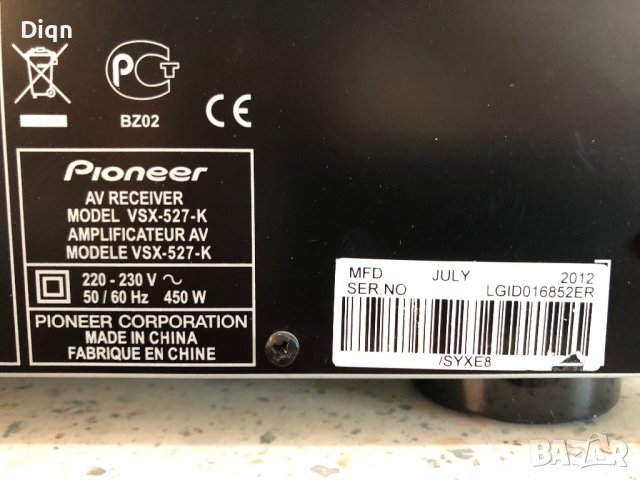 Diqn
PCT
BZ02
CE
Pioneer
AV RECEIVER
MODEL VSX-527-K
AMPLIFICATEUR AV
MODELE VSX-527-K
220 - 230 V ~
50 / 60 Hz 450 W
PIONEER CORPORATION
MADE IN CHINA
FABRIQUE EN CHINE
MFD JULY 2012
SER.NO LGID016852ER
/SYXE8
BAZAR